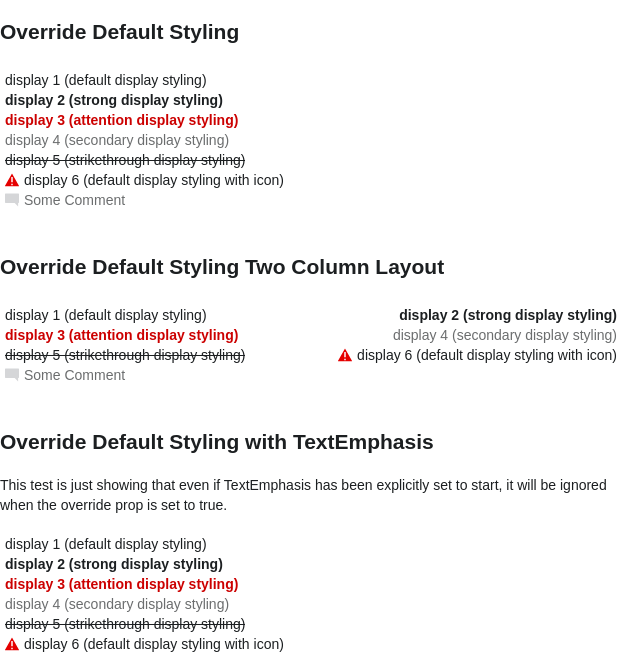 Override Default Styling
display 1 (default display styling)
display 2 (strong display styling)
display 3 (attention display styling)
display 4 (secondary display styling)
display 5 (strikethrough display styling)
display 6 (default display styling with icon)
Some Comment
Override Default Styling Two Column Layout
display 1 (default display styling) display 2 (strong display styling)
display 3 (attention display styling) display 4 (secondary display styling)
display 5 (strikethrough display styling) display 6 (default display styling with icon)
Some Comment
Override Default Styling with TextEmphasis
This test is just showing that even if TextEmphasis has been explicitly set to start, it will be ignored
when the override prop is set to true.
display 1 (default display styling)
display 2 (strong display styling)
display 3 (attention display styling)
display 4 (secondary display styling)
display 5 (strikethrough display styling)
display 6 (default display styling with icon)